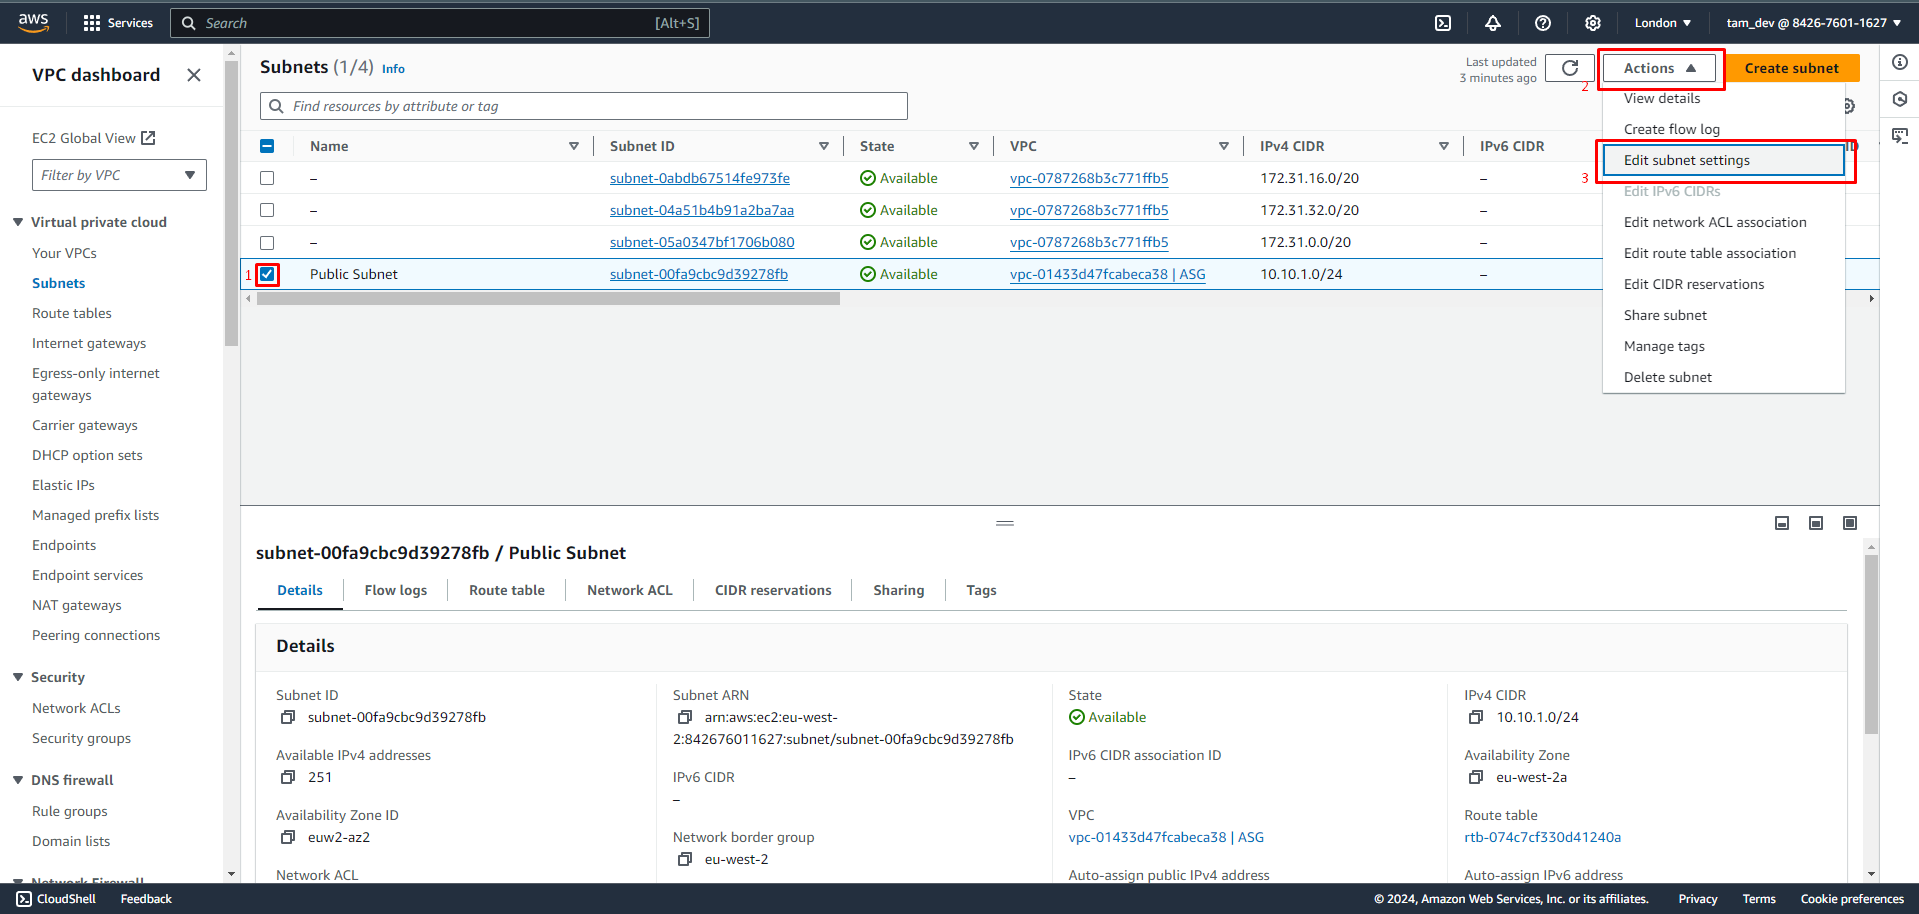 aws
Services
Search
[Alt+S]
London
tam_dev @ 8426-7601-1627
VPC dashboard
EC2 Global View
Filter by VPC
Virtual private cloud
Your VPCs
Subnets
Route tables
Internet gateways
Egress-only internet
gateways
Carrier gateways
DHCP option sets
Elastic IPs
Managed prefix lists
Endpoints
Endpoint services
NAT gateways
Peering connections
Security
Network ACLs
Security groups
DNS firewall
Rule groups
Domain lists
Network Firewall
Subnets (1/4) Info
Last updated
3 minutes ago
2
Actions
Create subnet
Find resources by attribute or tag
View details
Create flow log
3
Edit subnet settings
Edit IPv6 CIDRs
Edit network ACL association
Edit route table association
Edit CIDR reservations
Share subnet
Manage tags
Delete subnet
Name Subnet ID State VPC IPv4 CIDR IPv6 CIDR ID
– subnet-0abdb67514fe973fe Available vpc-0787268b3c771ffb5 172.31.16.0/20 –
– subnet-04a51b4b91a2ba7aa Available vpc-0787268b3c771ffb5 172.31.32.0/20 –
– subnet-05a0347bf1706b080 Available vpc-0787268b3c771ffb5 172.31.0.0/20 –
1 Public Subnet subnet-00fa9cbc9d39278fb Available vpc-01433d47fcabeca38 | ASG 10.10.1.0/24 –
subnet-00fa9cbc9d39278fb / Public Subnet
Details Flow logs Route table Network ACL CIDR reservations Sharing Tags
Details
Subnet ID
subnet-00fa9cbc9d39278fb
Available IPv4 addresses
251
Availability Zone ID
euw2-az2
Network ACL
Subnet ARN
arn:aws:ec2:eu-west-
2:842676011627:subnet/subnet-00fa9cbc9d39278fb
IPv6 CIDR
–
Network border group
eu-west-2
State
Available
IPv6 CIDR association ID
–
VPC
vpc-01433d47fcabeca38 | ASG
Auto-assign public IPv4 address
IPv4 CIDR
10.10.1.0/24
Availability Zone
eu-west-2a
Route table
rtb-074c7cf330d41240a
Auto-assign IPv6 address
CloudShell
Feedback
© 2024, Amazon Web Services, Inc. or its affiliates.
Privacy
Terms
Cookie preferences